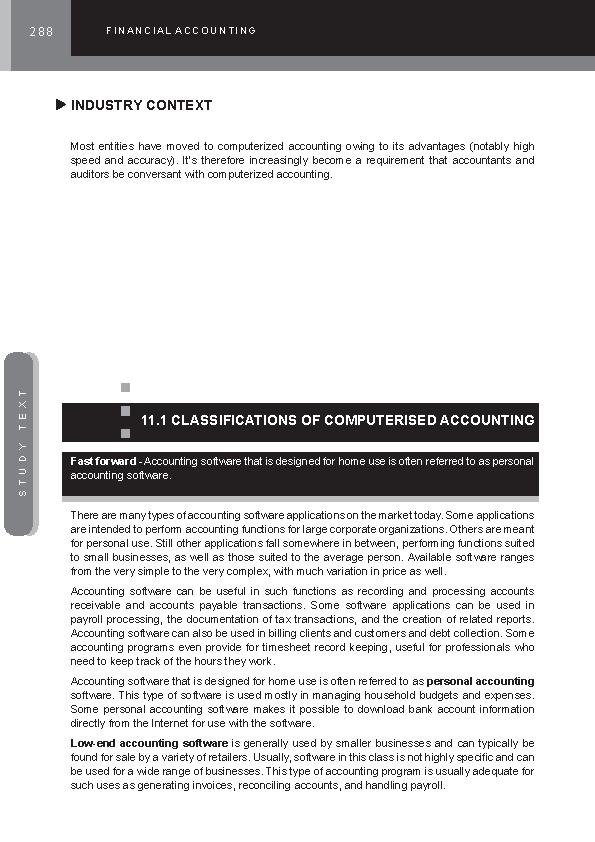 288
FINANCIAL ACCOUNTING
INDUSTRY CONTEXT
Most entities have moved to computerized accounting owing to its advantages (notably high
speed and accuracy). It's therefore increasingly become a requirement that accountants and
auditors be conversant with computerized accounting.
STUDY TEXT
11.1 CLASSIFICATIONS OF COMPUTERISED ACCOUNTING
Fast forward - Accounting software that is designed for home use is often referred to as personal
accounting software.
There are many types of accounting software applications on the market today. Some applications
are intended to perform accounting functions for large corporate organizations. Others are meant
for personal use. Still other applications fall somewhere in between, performing functions suited
to small businesses, as well as those suited to the average person. Available software ranges
from the very simple to the very complex, with much variation in price as well.
Accounting software can be useful in such functions as recording and processing accounts
receivable and accounts payable transactions. Some software applications can be used in
payroll processing, the documentation of tax transactions, and the creation of related reports.
Accounting software can also be used in billing clients and customers and debt collection. Some
accounting programs even provide for timesheet record keeping, useful for professionals who
need to keep track of the hours they work.
Accounting software that is designed for home use is often referred to as personal accounting
software. This type of software is used mostly in managing household budgets and expenses.
Some personal accounting software makes it possible to download bank account information
directly from the Internet for use with the software.
Low-end accounting software is generally used by smaller businesses and can typically be
found for sale by a variety of retailers. Usually, software in this class is not highly specific and can
be used for a wide range of businesses. This type of accounting program is usually adequate for
such uses as generating invoices, reconciling accounts, and handling payroll.